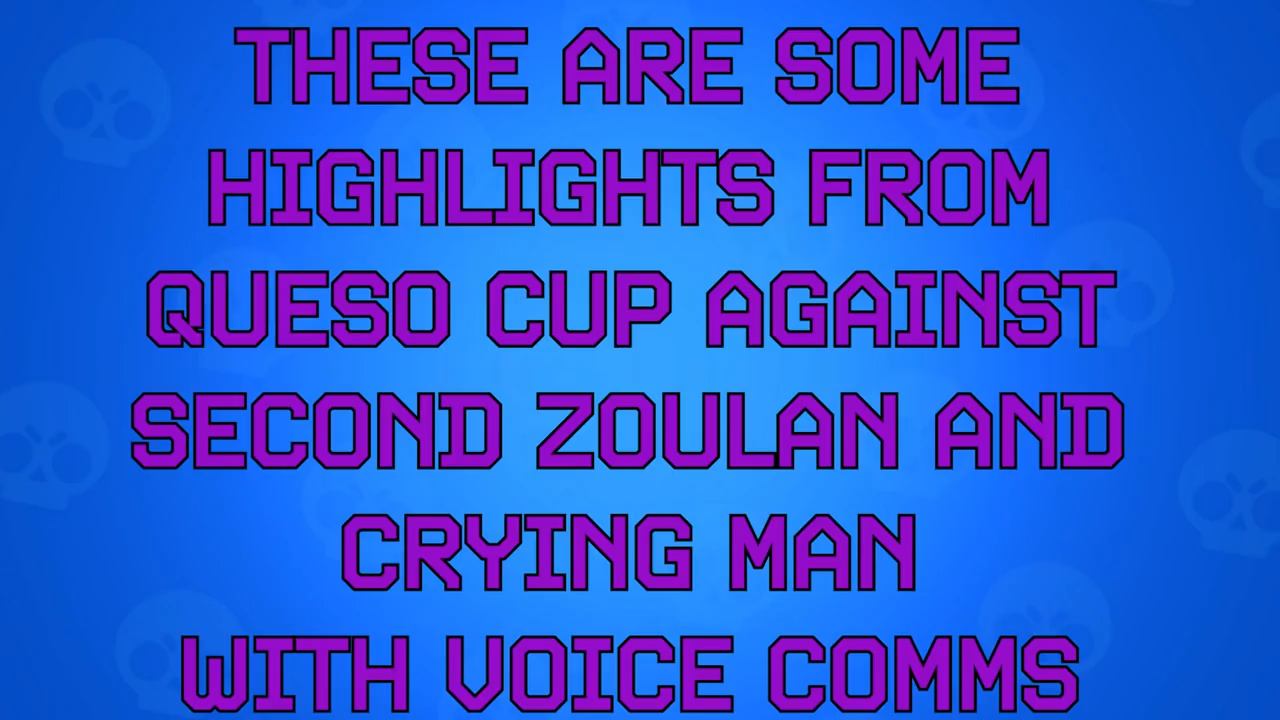 THESE ARE SOME
HIGHLIGHTS FROM
QUESO CUP AGAINST
SECOND ZOULAN AND
CRYING MAN
WITH VOICE COMMS